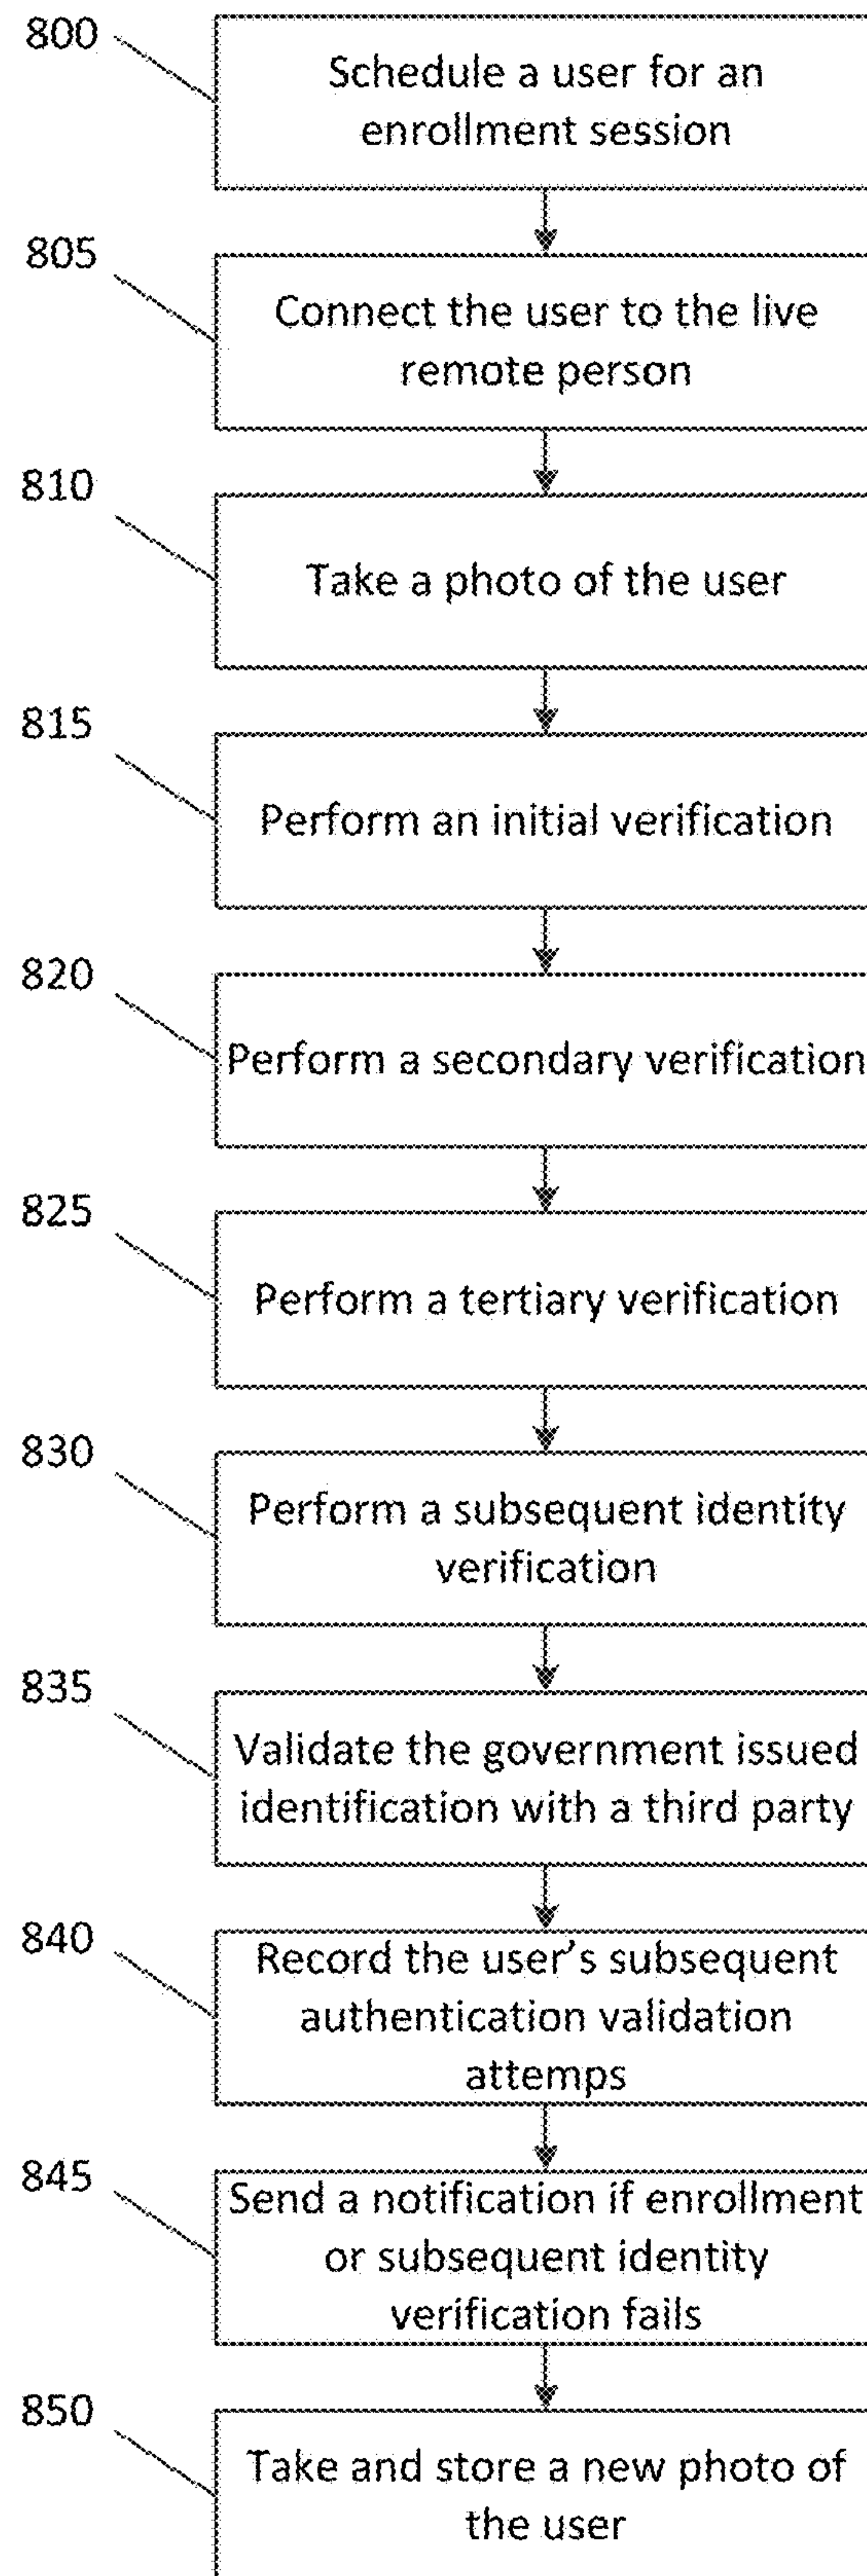 800
Schedule a user for an
enrollment session
805
Connect the user to the live
remote person
810
Take a photo of the user
815
Perform an initial verification
820
Perform a secondary verification
825
Perform a tertiary verification
830
Perform a subsequent identity
verification
835
Validate the government issued
identification with a third party
840
Record the user's subsequent
authentication validation
attemps
845
Send a notification if enrollment
or subsequent identity
verification fails
850
Take and store a new photo of
the user